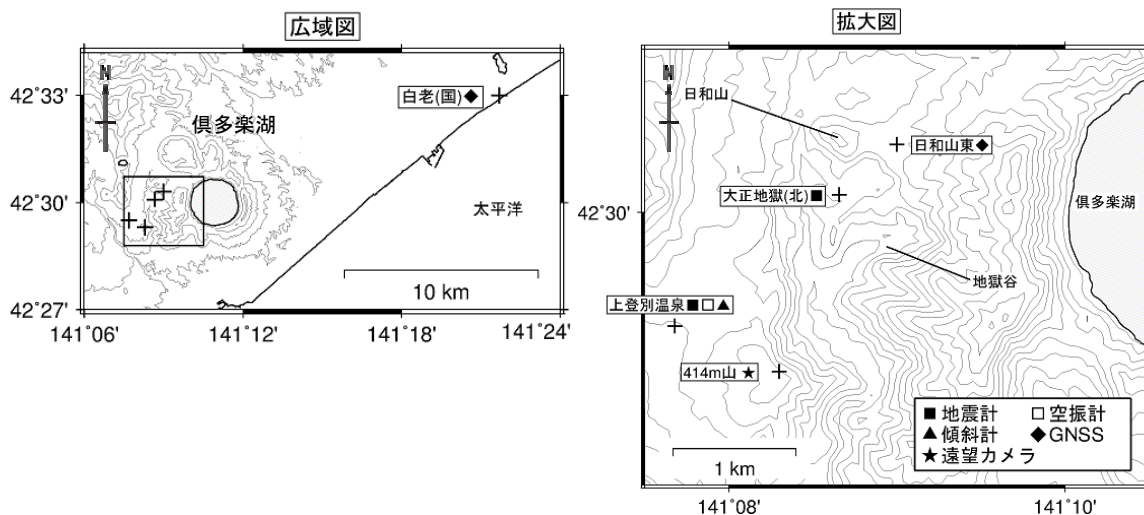 広域図
N
42˚33'
42˚30'
42˚27'
白老(国)◆
倶多楽湖
太平洋
10 km
141˚06'
141˚12'
141˚18'
141˚24'
拡大図
N
日和山
日和山東◆
大正地獄(北)■
42˚30'
倶多楽湖
地獄谷
上登別温泉■□▲
414m山 ★
■ 地震計 □ 空振計
▲ 傾斜計 ◆ GNSS
★ 遠望カメラ
1 km
141˚08'
141˚10'